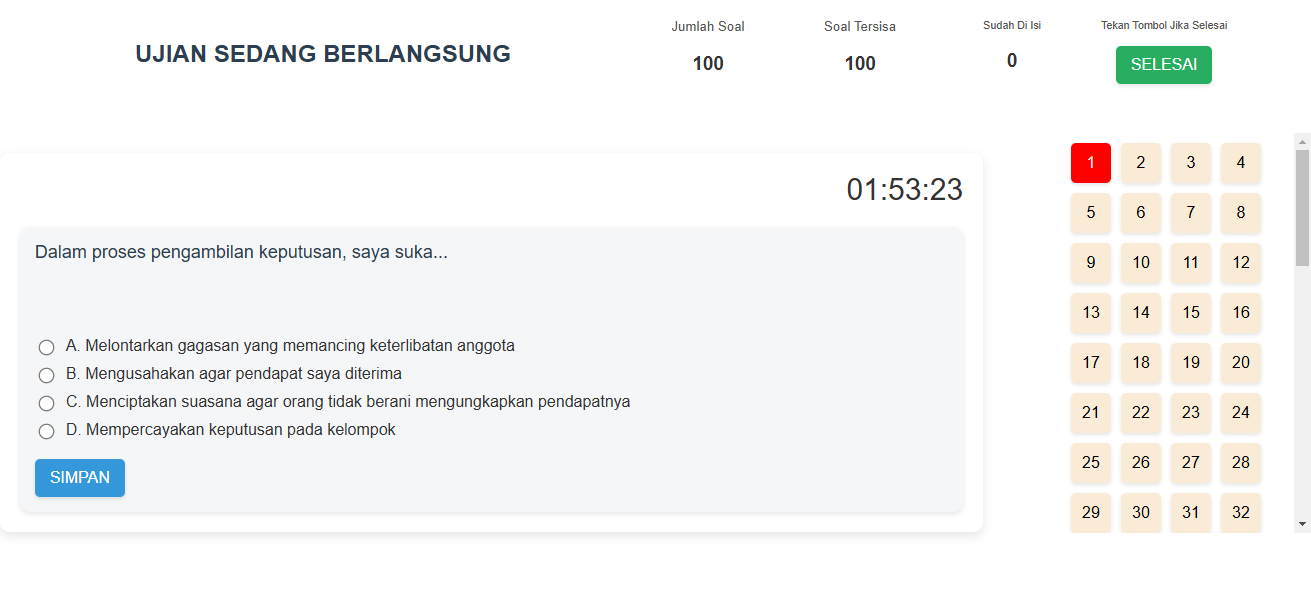 UJIAN SEDANG BERLANGSUNG
Jumlah Soal
100
Soal Tersisa
100
Sudah Di Isi
0
Tekan Tombol Jika Selesai
SELESAI
01:53:23
Dalam proses pengambilan keputusan, saya suka...
A. Melontarkan gagasan yang memancing keterlibatan anggota
B. Mengusahakan agar pendapat saya diterima
C. Menciptakan suasana agar orang tidak berani mengungkapkan pendapatnya
D. Mempercayakan keputusan pada kelompok
SIMPAN
1 2 3 4
5 6 7 8
9 10 11 12
13 14 15 16
17 18 19 20
21 22 23 24
25 26 27 28
29 30 31 32